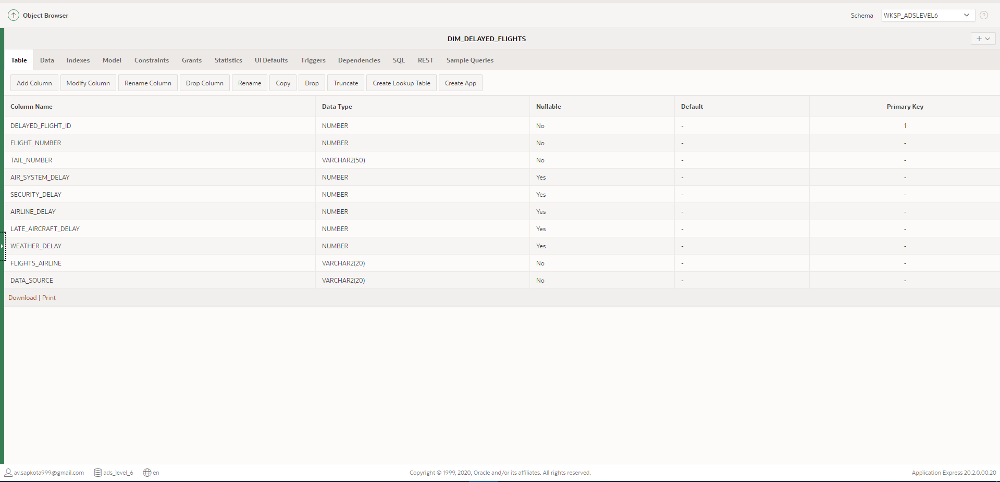 Object Browser Schema WKSP_ADSLEVEL6 ?
DIM_DELAYED_FLIGHTS
Table Data Indexes Model Constraints Grants Statistics UI Defaults Triggers Dependencies SQL REST Sample Queries
Add Column Modify Column Rename Column Drop Column Rename Copy Drop Truncate Create Lookup Table Create App
Column Name Data Type Nullable Default Primary Key
DELAYED_FLIGHT_ID NUMBER No - 1
FLIGHT_NUMBER NUMBER No - -
TAIL_NUMBER VARCHAR2(50) No - -
AIR_SYSTEM_DELAY NUMBER Yes - -
SECURITY_DELAY NUMBER Yes - -
AIRLINE_DELAY NUMBER Yes - -
LATE_AIRCRAFT_DELAY NUMBER Yes - -
WEATHER_DELAY NUMBER Yes - -
FLIGHTS_AIRLINE VARCHAR2(20) No - -
DATA_SOURCE VARCHAR2(20) No - -
Download | Print
av.sapkota999@gmail.com ads_level_6 en Copyright © 1999, 2020, Oracle and/or its affiliates. All rights reserved. Application Express 20.2.0.00.20